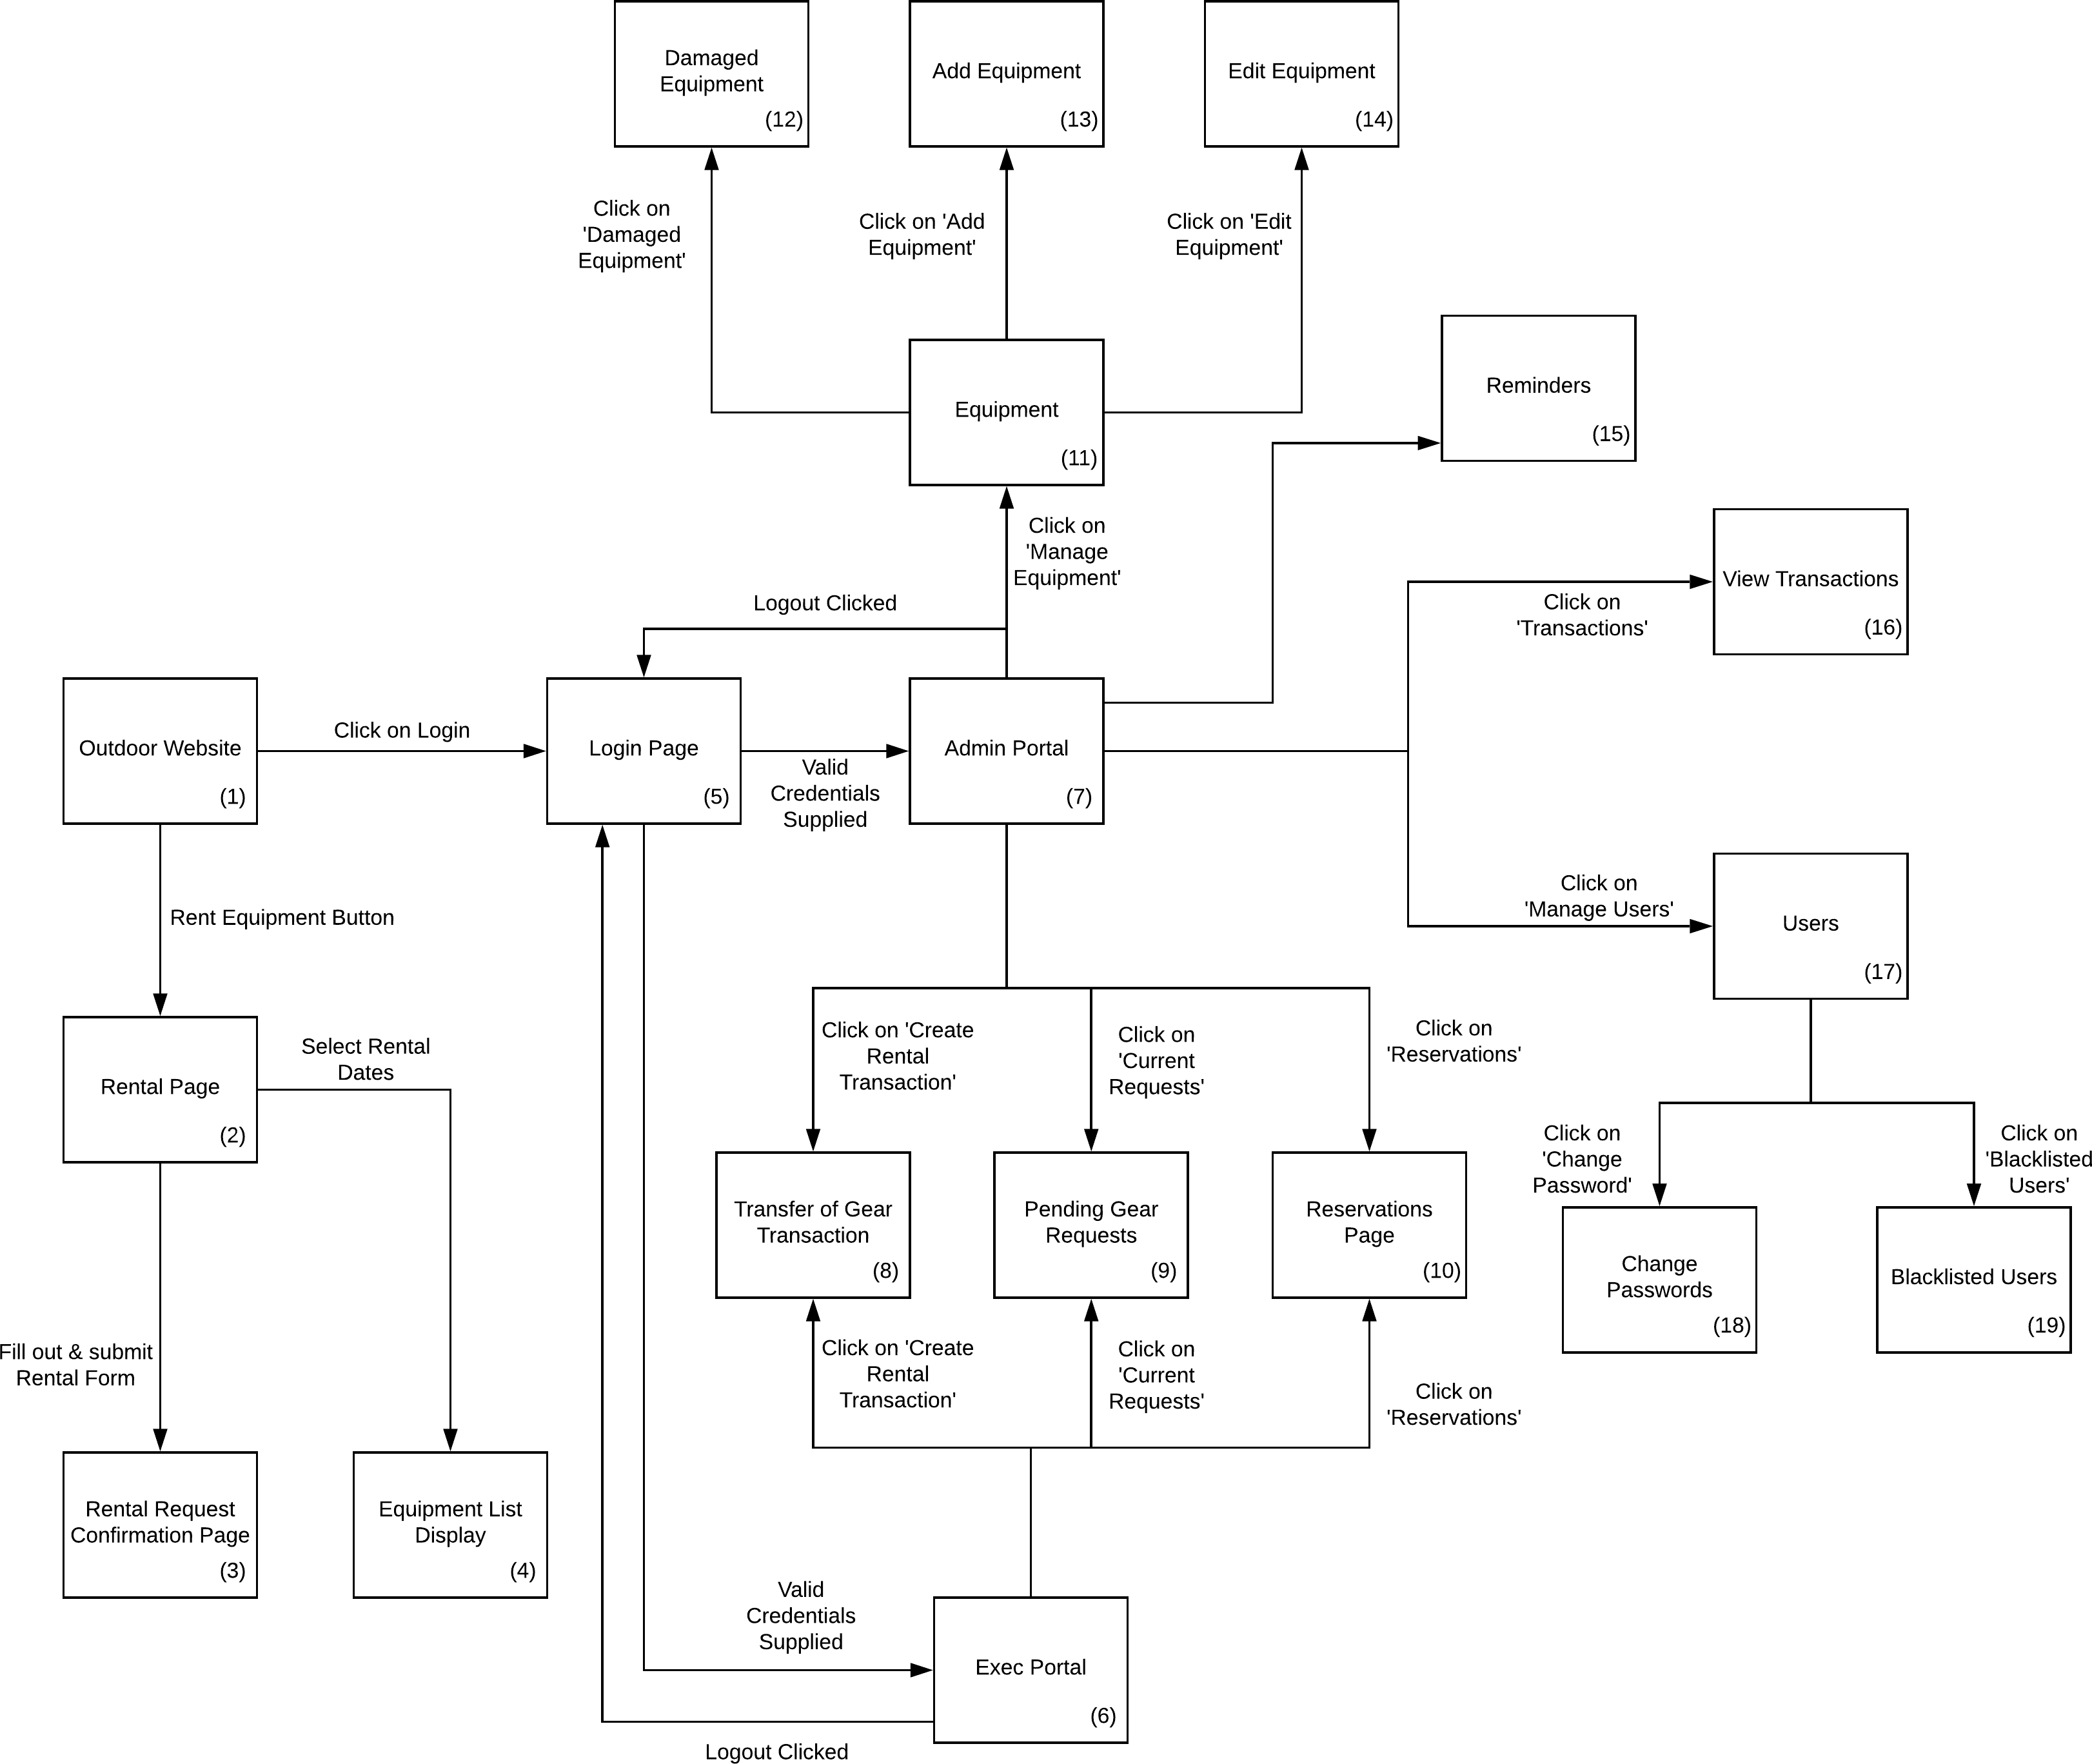 Damaged
Equipment
(12)
Add Equipment
(13)
Edit Equipment
(14)
Click on
'Damaged
Equipment'
Click on 'Add
Equipment'
Click on 'Edit
Equipment'
Equipment
(11)
Reminders
(15)
Click on
'Manage
Equipment'
Logout Clicked
View Transactions
(16)
Click on
'Transactions'
Outdoor Website
(1)
Click on Login
Login Page
(5)
Valid
Credentials
Supplied
Admin Portal
(7)
Click on
'Manage Users'
Users
(17)
Rent Equipment Button
Rental Page
(2)
Select Rental
Dates
Click on 'Create
Rental
Transaction'
Click on
'Current
Requests'
Click on
'Reservations'
Click on
'Change
Password'
Click on
'Blacklisted
Users'
Transfer of Gear
Transaction
(8)
Pending Gear
Requests
(9)
Reservations
Page
(10)
Change
Passwords
(18)
Blacklisted Users
(19)
Fill out & submit
Rental Form
Click on 'Create
Rental
Transaction'
Click on
'Current
Requests'
Click on
'Reservations'
Rental Request
Confirmation Page
(3)
Equipment List
Display
(4)
Valid
Credentials
Supplied
Exec Portal
(6)
Logout Clicked